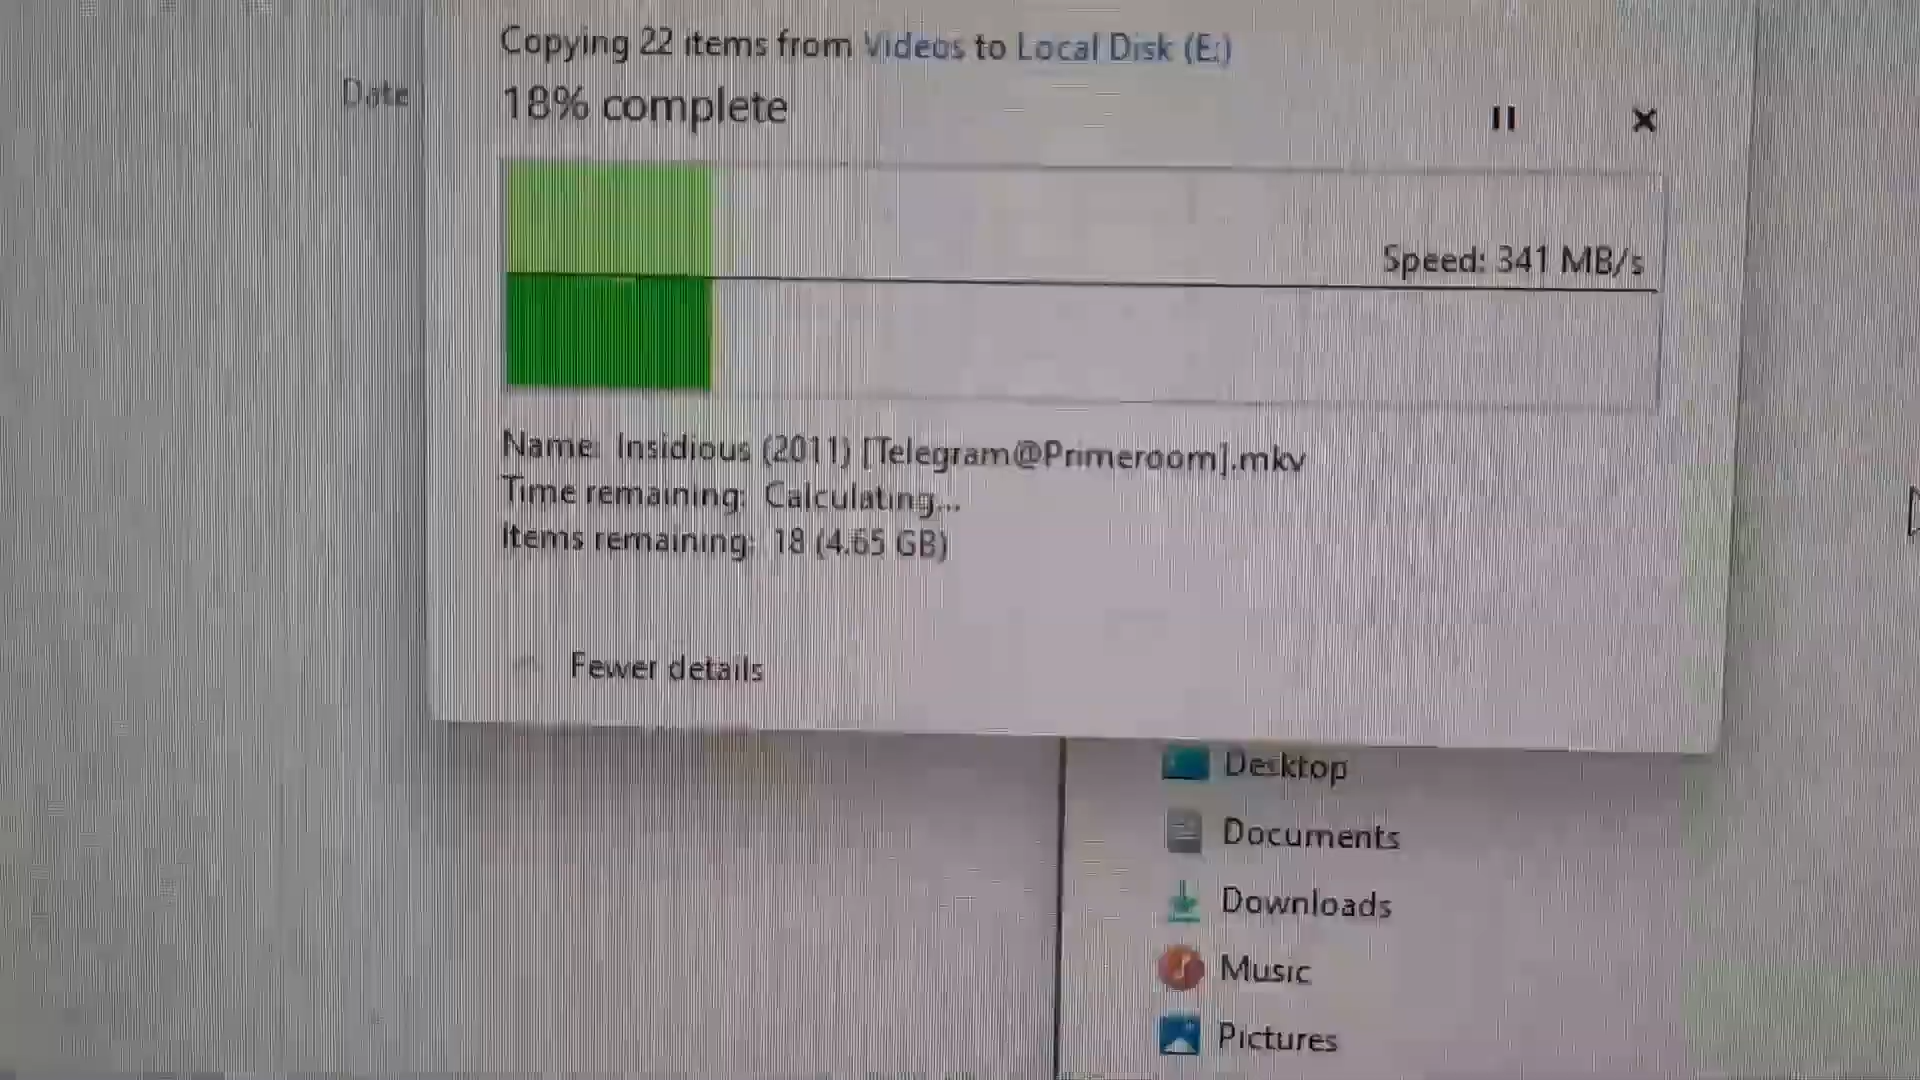 Copying 22 items from Videos to Local Disk (E:)
Date
18% complete
Speed: 341 MB/s
Name: Insidious (2011) [Telegram@Primeroom].mkv
Time remaining: Calculating...
Items remaining: 18 (4.65 GB)
Fewer details
Desktop
Documents
Downloads
Music
Pictures